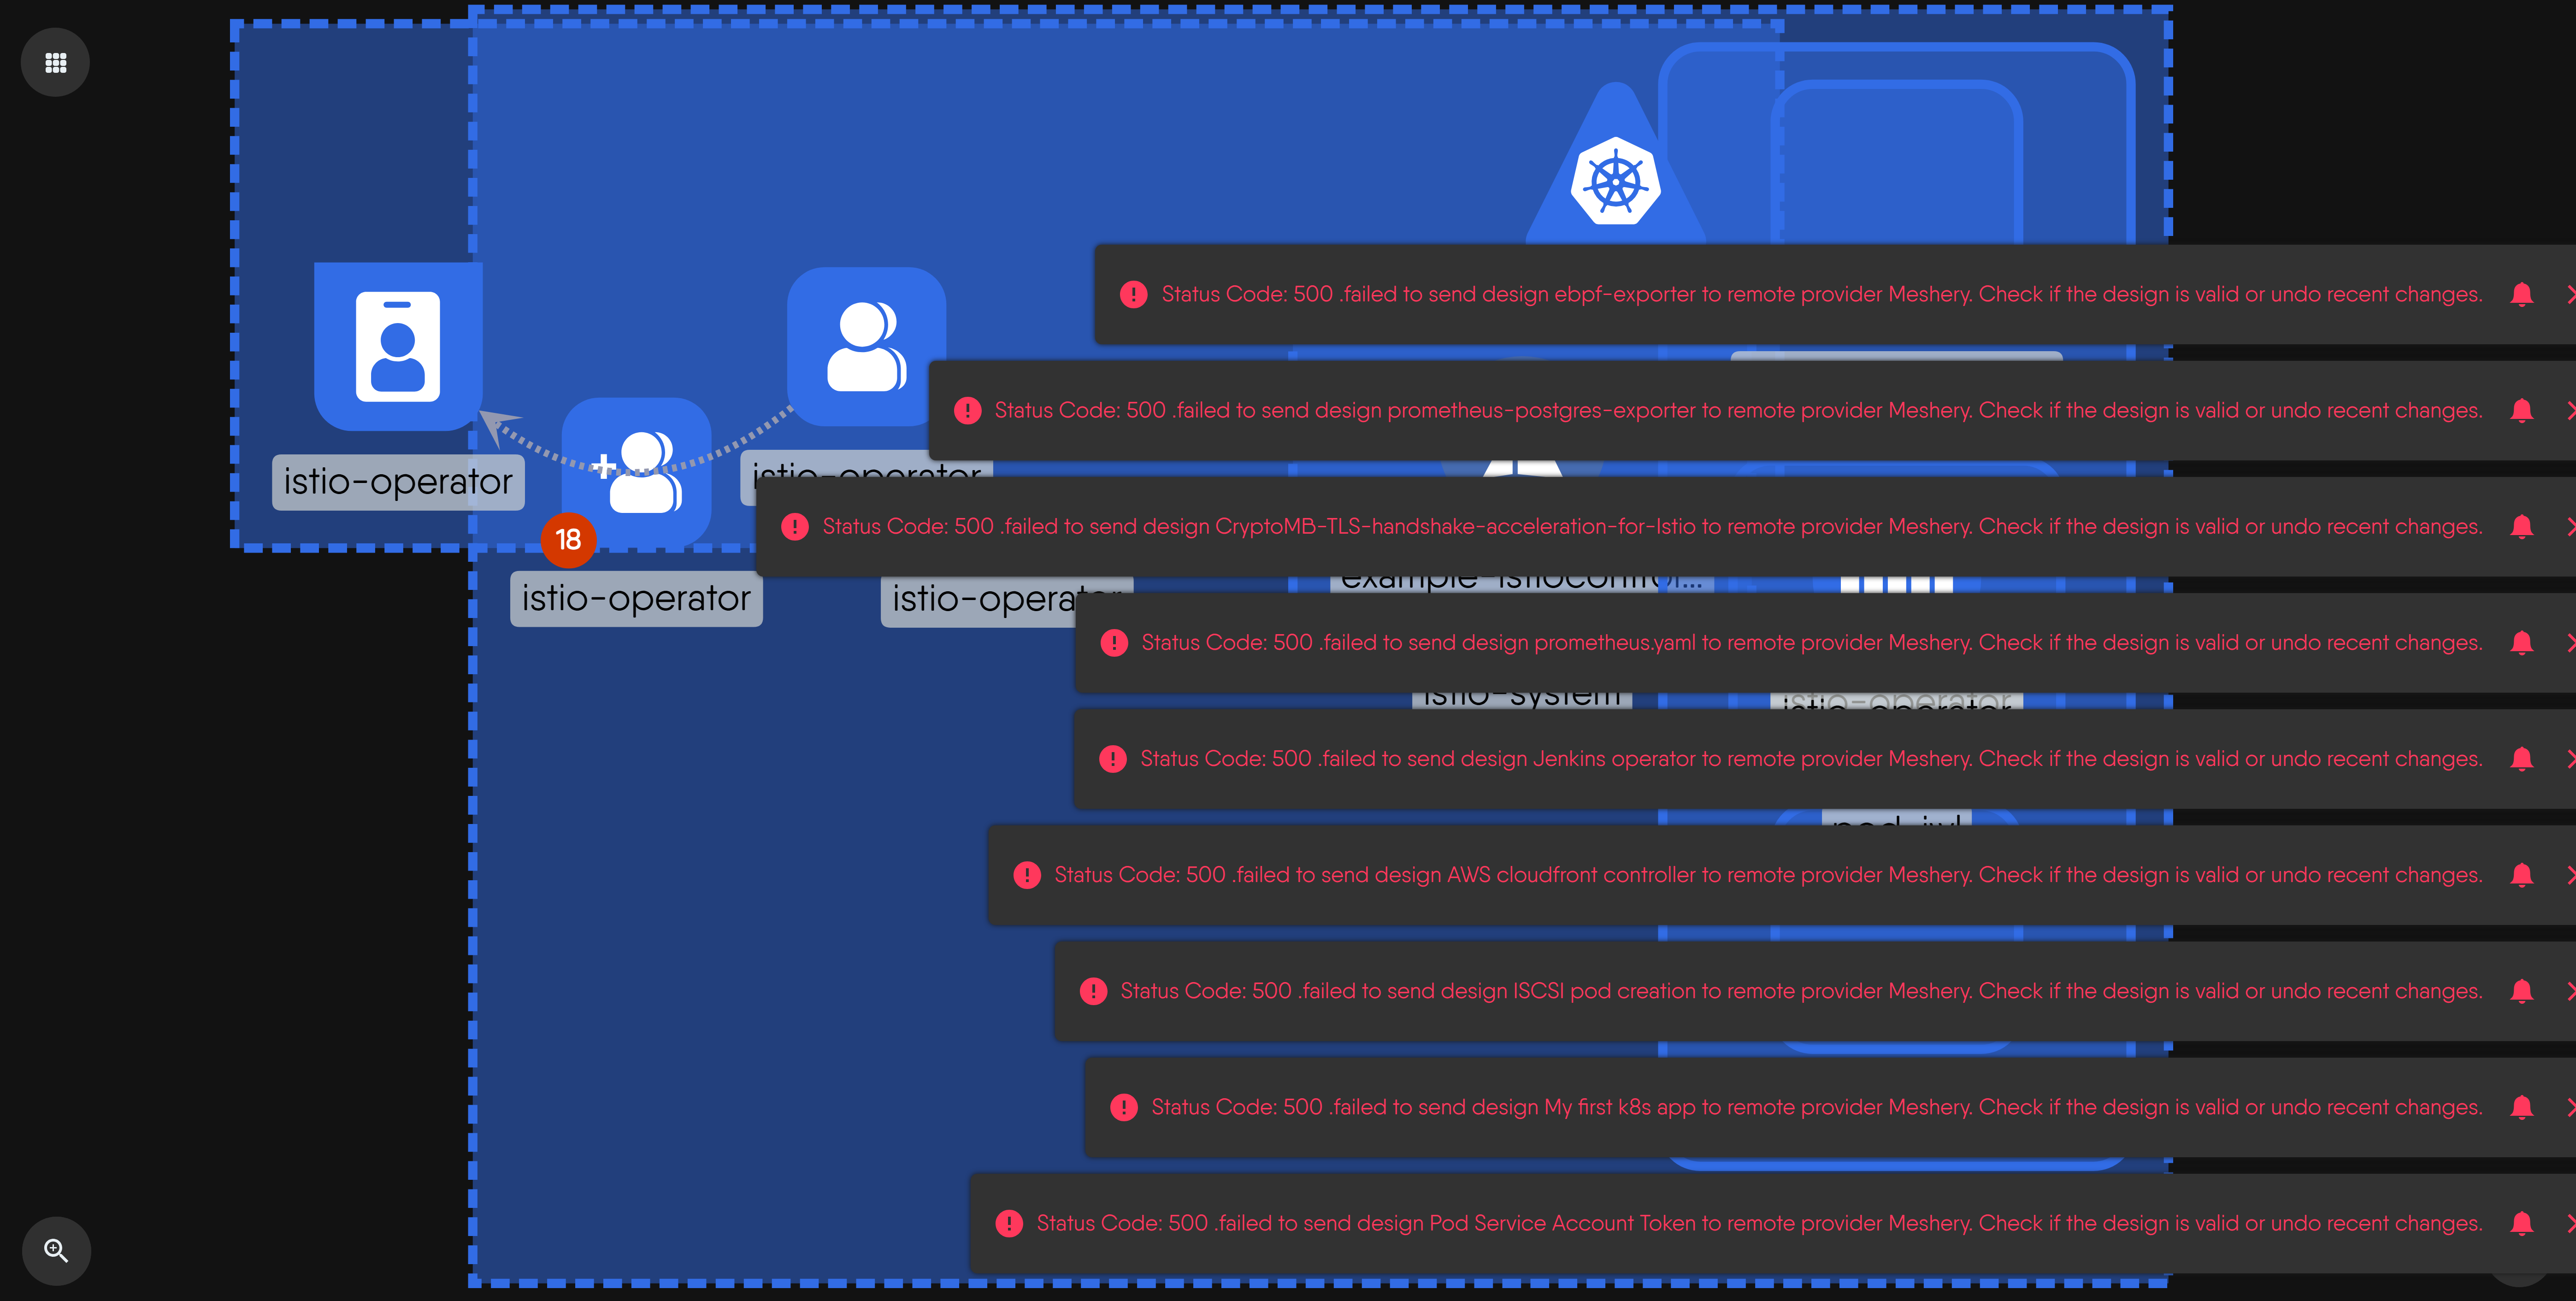 Status Code: 500 .failed to send design ebpf-exporter to remote provider Meshery. Check if the design is valid or undo recent changes.
Status Code: 500 .failed to send design prometheus-postgres-exporter to remote provider Meshery. Check if the design is valid or undo recent changes.
istio-operator
istio-operator
Status Code: 500 .failed to send design CryptoMB-TLS-handshake-acceleration-for-Istio to remote provider Meshery. Check if the design is valid or undo recent changes.
18
example-istiocontrol...
istio-operator
istio-operator
Status Code: 500 .failed to send design prometheus.yaml to remote provider Meshery. Check if the design is valid or undo recent changes.
istio-system
istio-operator
Status Code: 500 .failed to send design Jenkins operator to remote provider Meshery. Check if the design is valid or undo recent changes.
Status Code: 500 .failed to send design AWS cloudfront controller to remote provider Meshery. Check if the design is valid or undo recent changes.
Status Code: 500 .failed to send design ISCSI pod creation to remote provider Meshery. Check if the design is valid or undo recent changes.
Status Code: 500 .failed to send design My first k8s app to remote provider Meshery. Check if the design is valid or undo recent changes.
Status Code: 500 .failed to send design Pod Service Account Token to remote provider Meshery. Check if the design is valid or undo recent changes.